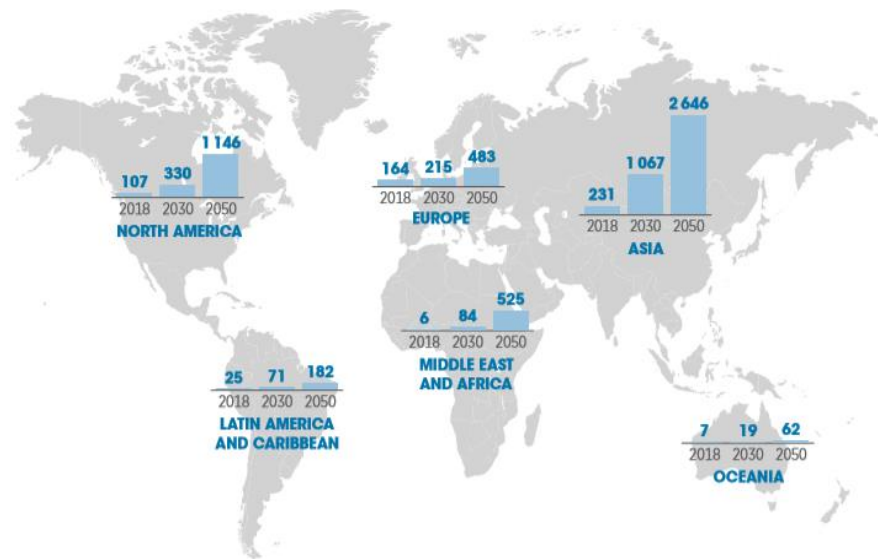 107 330 1 146
2018 2030 2050
NORTH AMERICA
164 215 483
2018 2030 2050
EUROPE
231 1 067 2 646
2018 2030 2050
ASIA
6 84 525
2018 2030 2050
MIDDLE EAST
AND AFRICA
25 71 182
2018 2030 2050
LATIN AMERICA
AND CARIBBEAN
7 19 62
2018 2030 2050
OCEANIA